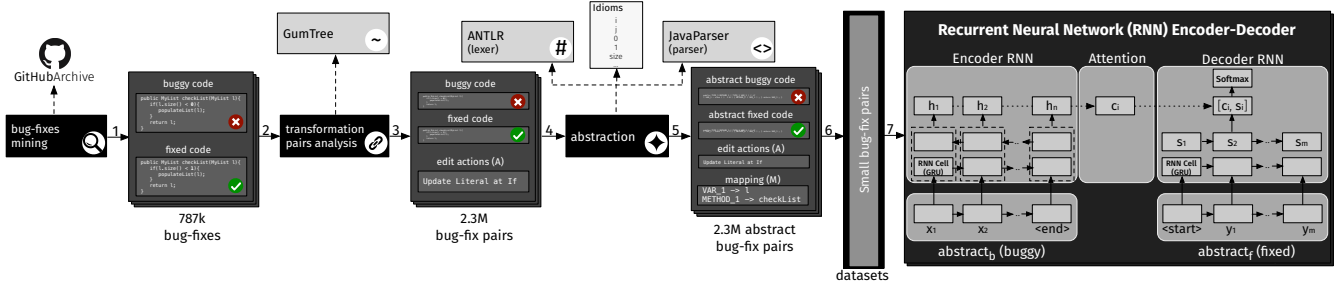 GitHubArchive
bug-fixes
mining
1
buggy code
public MyList checkList(MyList l){
if(l.size() < 0){
populateList(l);
}
return l;
}
fixed code
public MyList checkList(MyList l){
if(l.size() < 1){
populateList(l);
}
return l;
}
787k
bug-fixes
2
GumTree
~
transformation
pairs analysis
3
buggy code
fixed code
edit actions (A)
Update Literal at If
2.3M
bug-fix pairs
4
ANTLR
(lexer)
#
Idioms
i
j
0
1
size
...
JavaParser
(parser)
<>
abstraction
5
abstract buggy code
abstract fixed code
edit actions (A)
Update Literal at If
mapping (M)
VAR_1 -> l
METHOD_1 -> checkList
2.3M abstract
bug-fix pairs
6
Small bug-fix pairs
datasets
7
Recurrent Neural Network (RNN) Encoder-Decoder
Encoder RNN
Attention
Decoder RNN
Softmax
h1
h2
hn
ci
[ci, si]
S1
S2
...
Sm
RNN Cell
(GRU)
RNN Cell
(GRU)
x1
x2
<end>
<start>
y1
ym
abstractb (buggy)
abstractf (fixed)